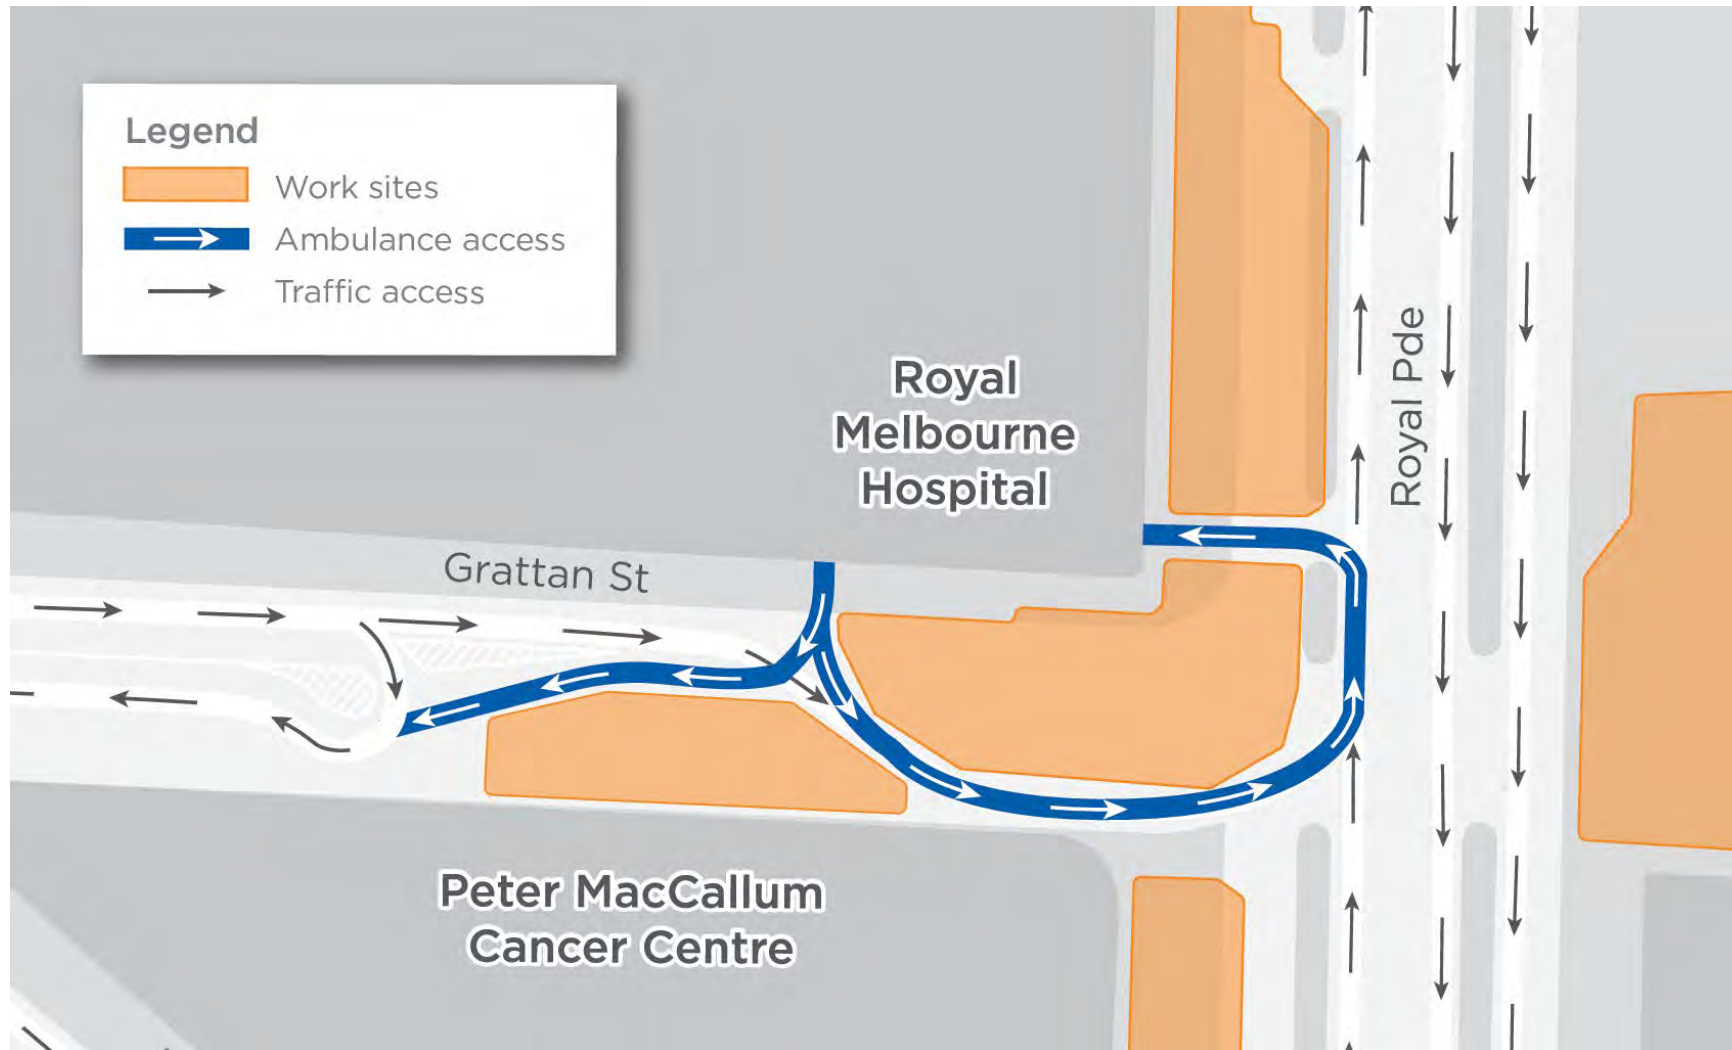 Legend
Work sites
Ambulance access
Traffic access
Royal
Melbourne
Hospital
Royal Pde
Grattan St
Peter MacCallum
Cancer Centre